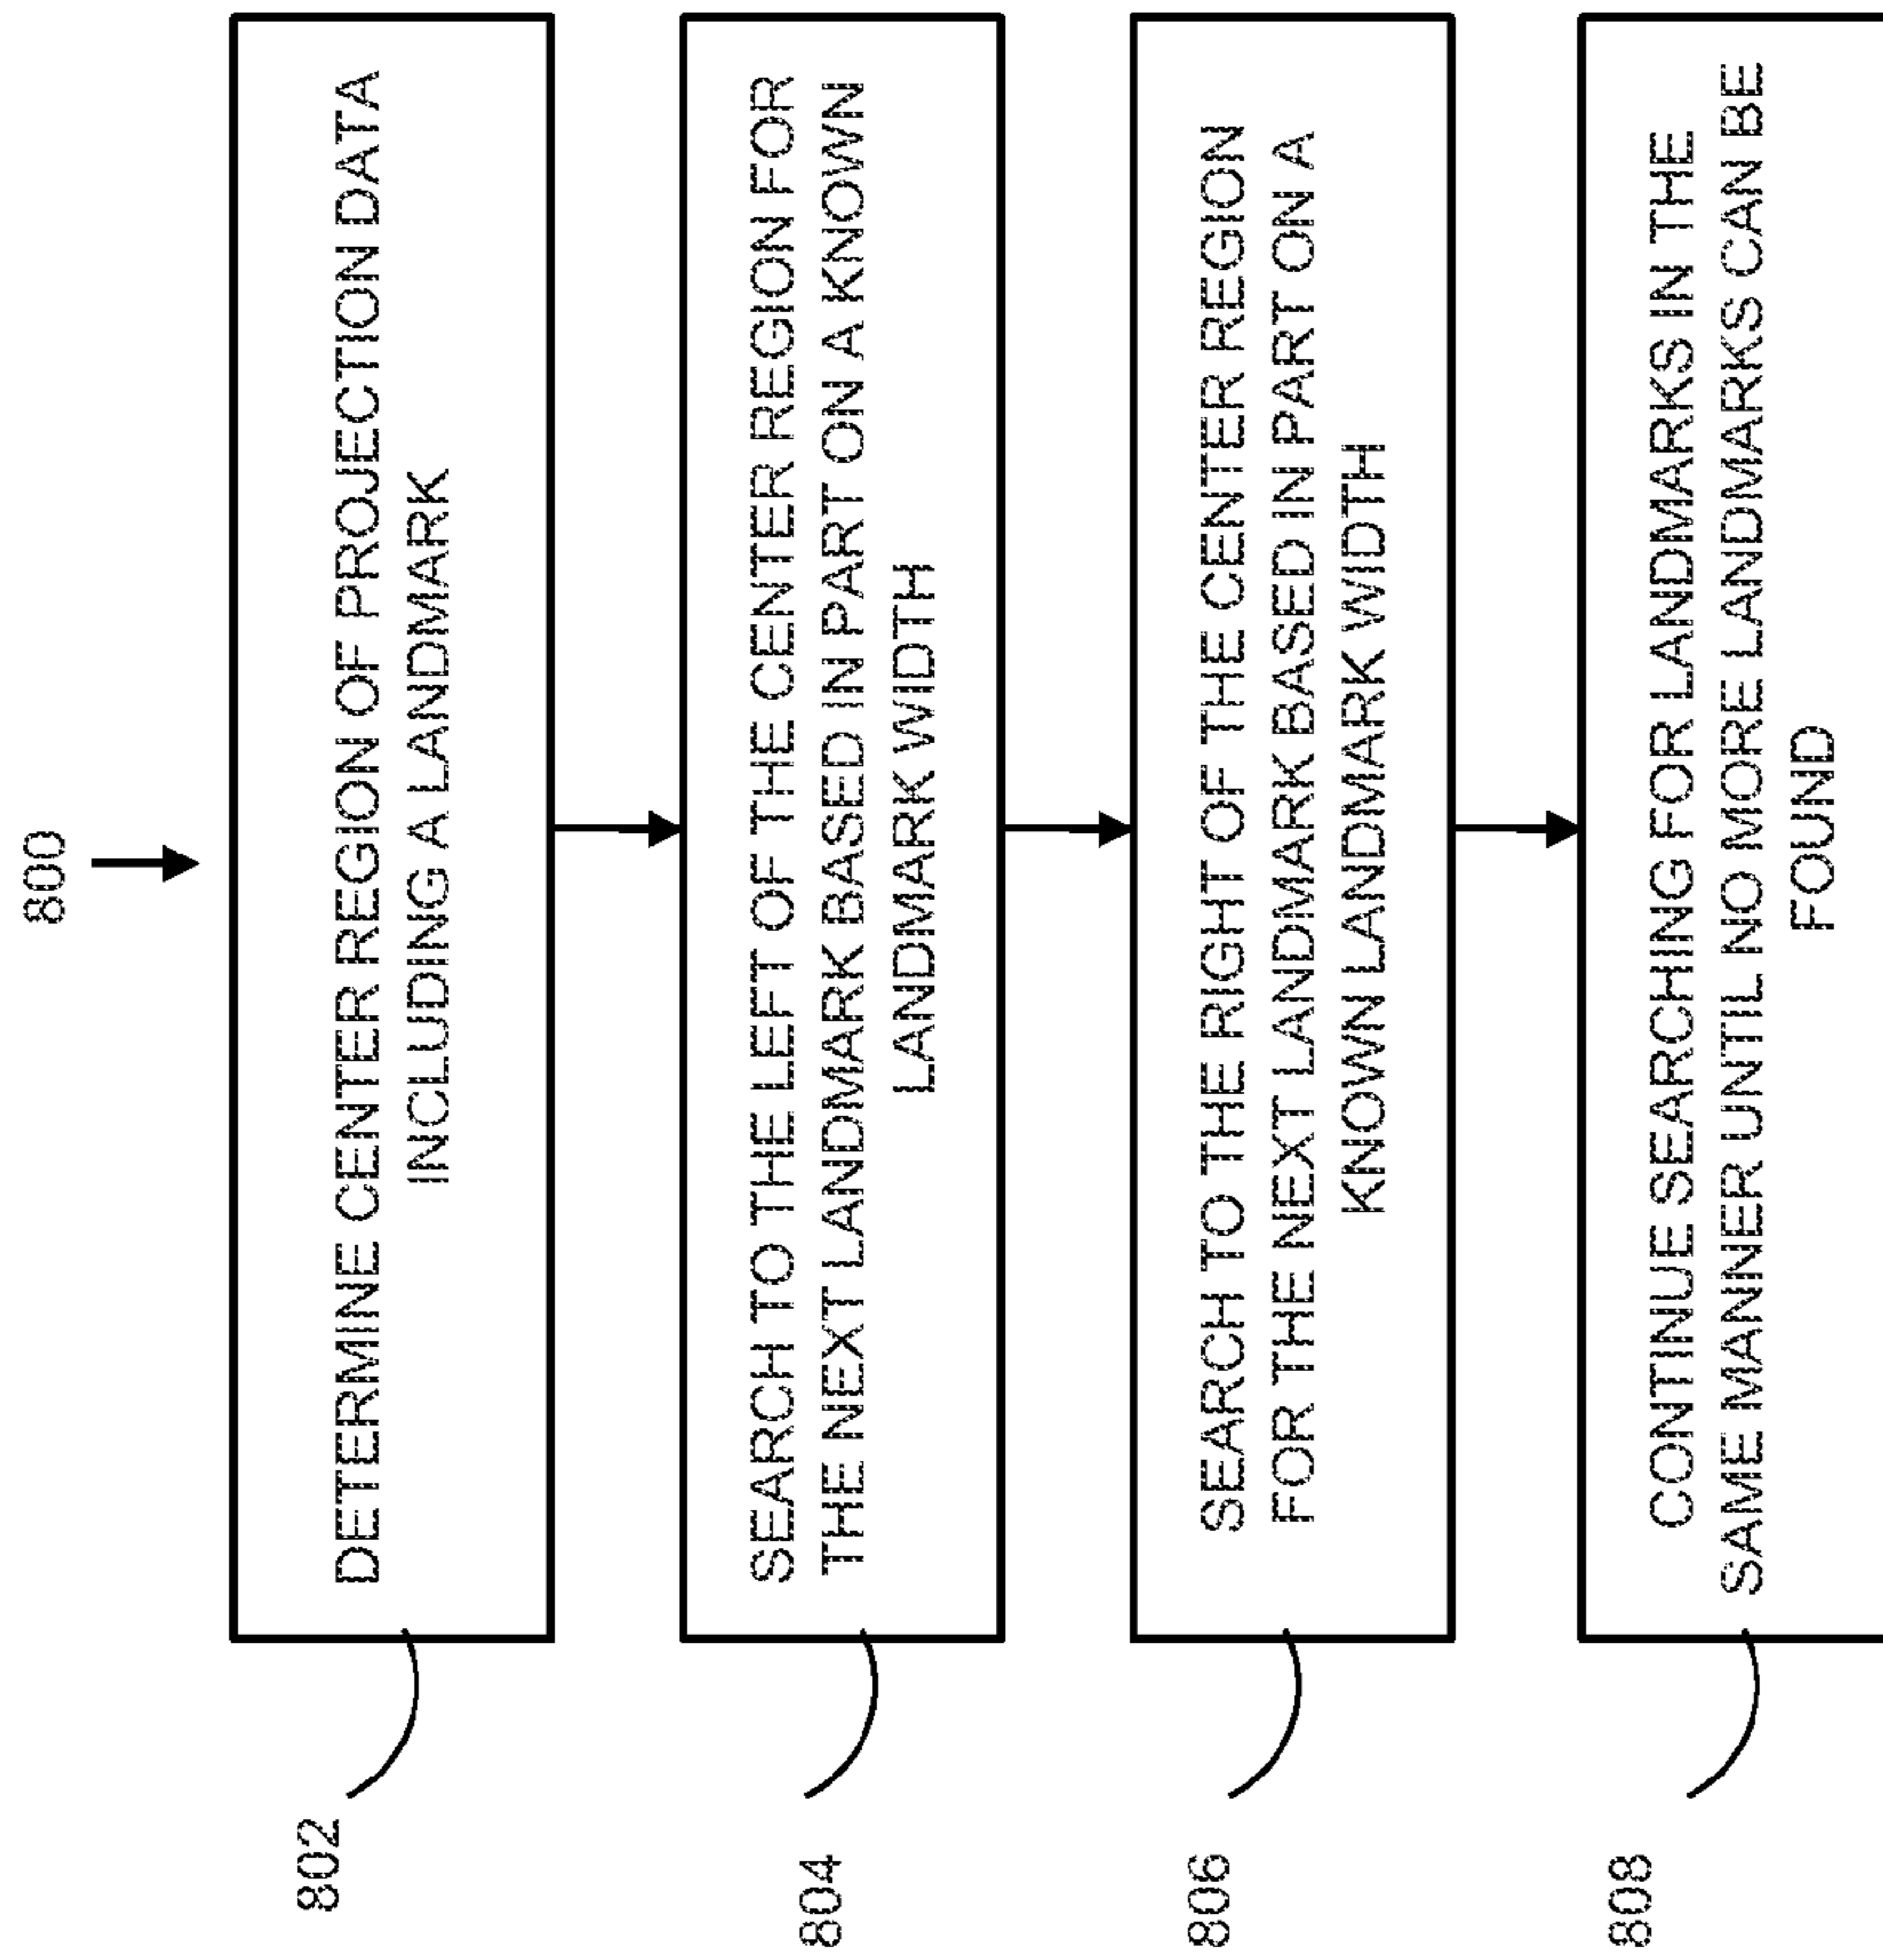 800
802
DETERMINE CENTER REGION OF PROJECTION DATA
INCLUDING A LANDMARK
804
SEARCH TO THE LEFT OF THE CENTER REGION FOR
THE NEXT LANDMARK BASED IN PART ON A KNOWN
LANDMARK WIDTH
806
SEARCH TO THE RIGHT OF THE CENTER REGION
FOR THE NEXT LANDMARK BASED IN PART ON A
KNOWN LANDMARK WIDTH
808
CONTINUE SEARCHING FOR LANDMARKS IN THE
SAME MANNER UNTIL NO MORE LANDMARKS CAN BE
FOUND